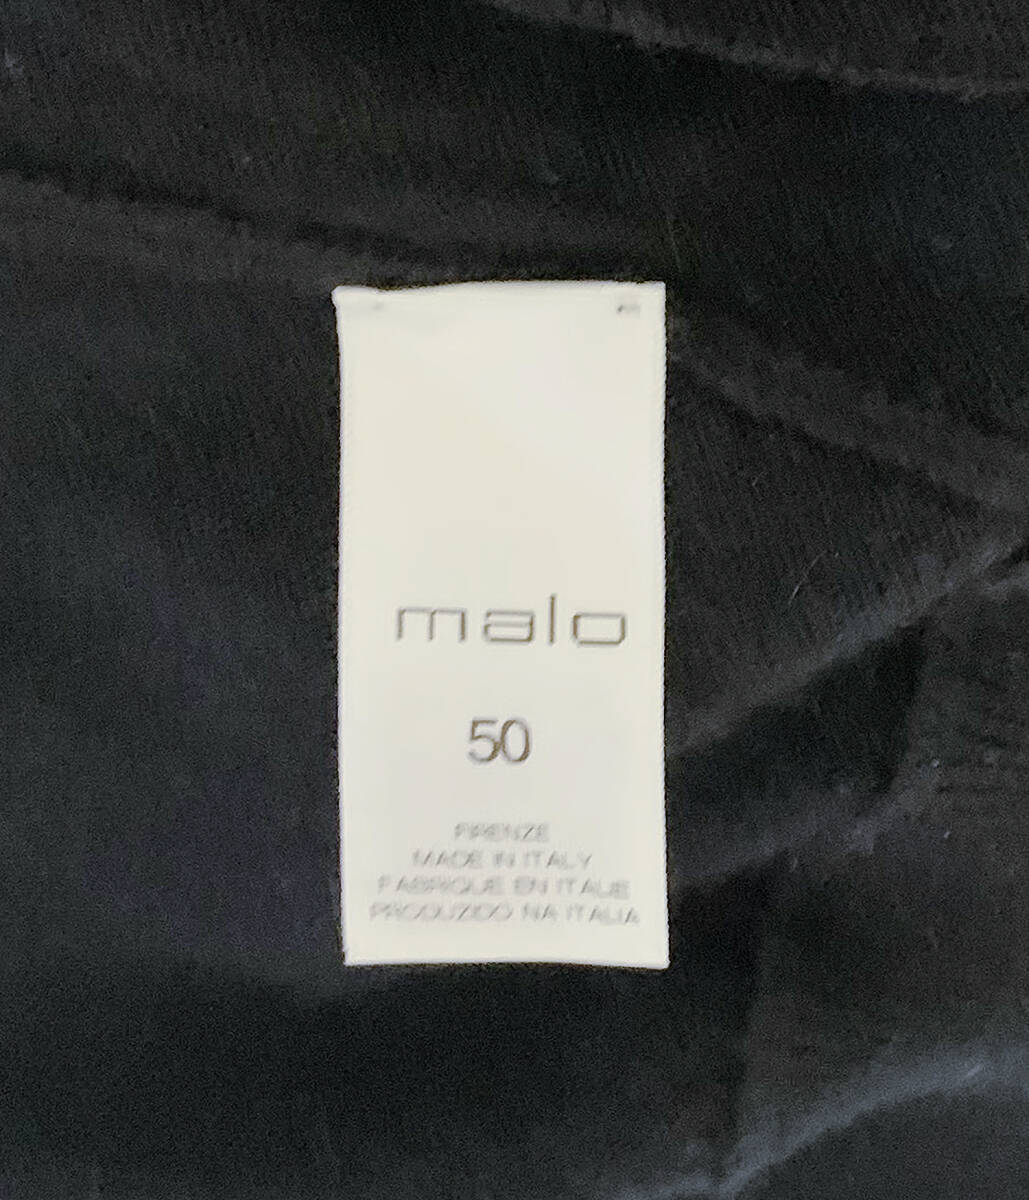 malo
50
FIRENZE
MADE IN ITALY
FABRIQUE EN ITALIE
PRODUZIDO NA ITALIA